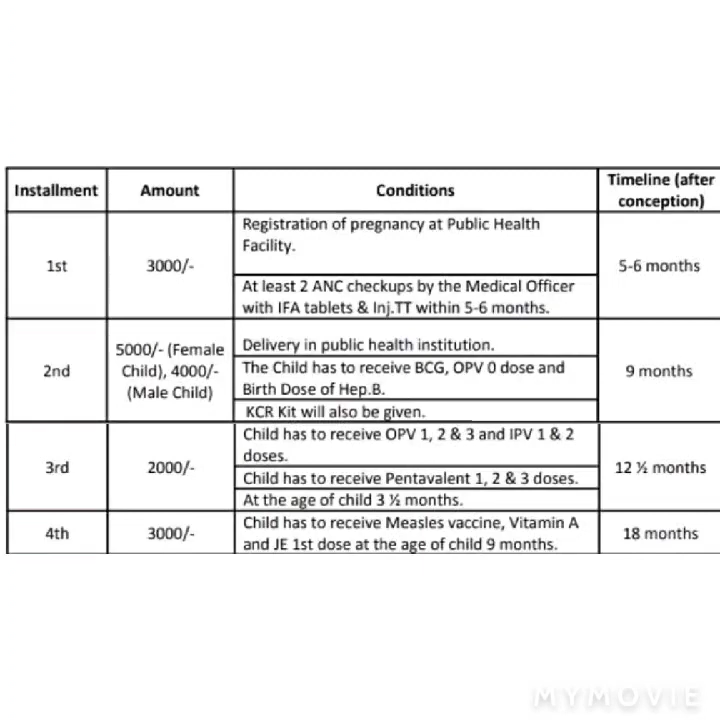 Installment Amount Conditions Timeline (after
conception)
1st 3000/- Registration of pregnancy at Public Health
Facility.
At least 2 ANC checkups by the Medical Officer
with IFA tablets & Inj.TT within 5-6 months.
5-6 months
2nd 5000/- (Female
Child), 4000/-
(Male Child)
Delivery in public health institution.
The Child has to receive BCG, OPV 0 dose and
Birth Dose of Hep.B.
KCR Kit will also be given.
9 months
3rd 2000/- Child has to receive OPV 1, 2 & 3 and IPV 1 & 2
doses.
Child has to receive Pentavalent 1, 2 & 3 doses.
At the age of child 3 ½ months.
12 ½ months
4th 3000/- Child has to receive Measles vaccine, Vitamin A
and JE 1st dose at the age of child 9 months.
18 months
MYMOVIE